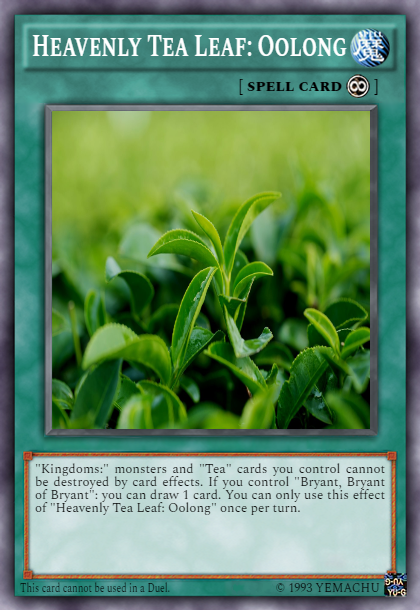 Heavenly Tea Leaf: Oolong 魔
[ SPELL CARD ]
"Kingdoms:" monsters and "Tea" cards you control cannot
be destroyed by card effects. If you control "Bryant, Bryant
of Bryant": you can draw 1 card. You can only use this effect
of "Heavenly Tea Leaf: Oolong" once per turn.
This card cannot be used in a Duel. © 1993 YEMACHU